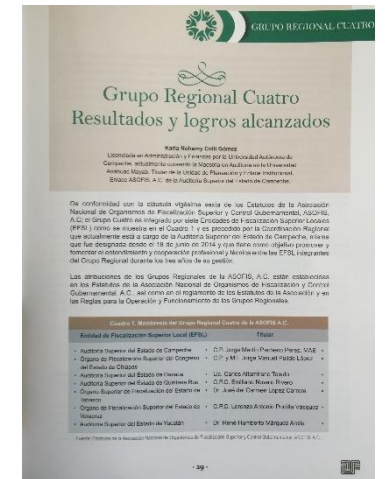 GRUPO REGIONAL CUATRO
Grupo Regional Cuatro
Resultados y logros alcanzados
Karla Nohemy Collí Gómez
Licenciada en Administración y Finanzas por la Universidad Autónoma de
Campeche, actualmente cursando la Maestría en Auditoría en la Universidad
Anáhuac Mayab. Titular de la Unidad de Planeación y Enlace Institucional,
Enlace ASOFIS, A.C. de la Auditoría Superior del Estado de Campeche.
De conformidad con la cláusula vigésima sexta de los Estatutos de la Asociación
Nacional de Organismos de Fiscalización Superior y Control Gubernamental, ASOFIS,
A.C; el Grupo Cuatro es integrado por siete Entidades de Fiscalización Superior Locales
(EFSL) como se muestra en el Cuadro 1 y es precedido por la Coordinación Regional
que actualmente está a cargo de la Auditoría Superior del Estado de Campeche, misma
que fue designada desde el 18 de junio de 2014 y que tiene como objetivo promover y
fomentar el entendimiento y cooperación profesional y técnica entre las EFSL integrantes
del Grupo Regional durante los tres años de su gestión.
Las atribuciones de los Grupos Regionales de la ASOFIS, A.C. están establecidas
en los Estatutos de la Asociación Nacional de Organismos de Fiscalización y Control
Gubernamental, A.C., así como en el reglamento de los Estatutos de la Asociación y en
las Reglas para la Operación y Funcionamiento de los Grupos Regionales.
Cuadro 1. Membresía del Grupo Regional Cuatro de la ASOFIS A.C.
Entidad de Fiscalización Superior Local (EFSL) Titular
• Auditoría Superior del Estado de Campeche • C.P. Jorge Martín Pacheco Pérez, MAE
• Órgano de Fiscalización Superior del Congreso • C.P. y M.I. Jorge Manuel Pulido López
del Estado de Chiapas
• Auditoría Superior del Estado de Oaxaca • Lic. Carlos Altamirano Toledo
• Auditoría Superior del Estado de Quintana Roo • C.P.C. Emiliano Novelo Rivero
• Órgano Superior de Fiscalización del Estado de • Dr. José del Carmen López Carrera
Tabasco
• Órgano de Fiscalización Superior del Estado de • C.P.C. Lorenzo Antonio Portilla Vásquez
Veracruz
• Auditoría Superior del Estado de Yucatán • Dr. René Humberto Márquez Arcila
- 29 -